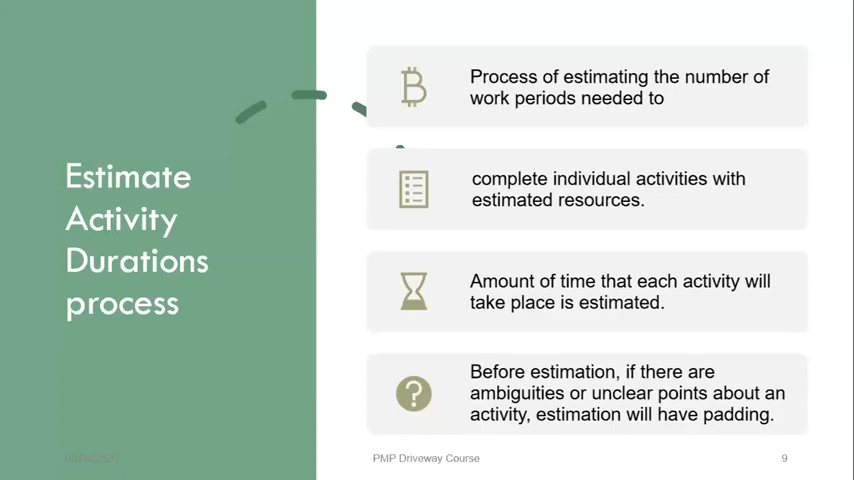 Estimate
Activity
Durations
process
Process of estimating the number of
work periods needed to
complete individual activities with
estimated resources.
Amount of time that each activity will
take place is estimated.
Before estimation, if there are
ambiguities or unclear points about an
activity, estimation will have padding.
PMP Driveway Course
9